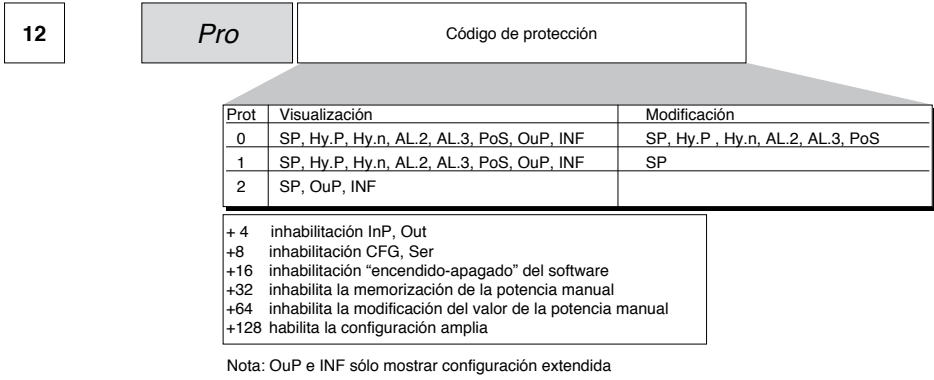 12 Pro Código de protección
Prot Visualización Modificación
0 SP, Hy.P, Hy.n, AL.2, AL.3, PoS, OuP, INF SP, Hy.P , Hy.n, AL.2, AL.3, PoS
1 SP, Hy.P, Hy.n, AL.2, AL.3, PoS, OuP, INF SP
2 SP, OuP, INF
+ 4 inhabilitación InP, Out
+8 inhabilitación CFG, Ser
+16 inhabilitación “encendido-apagado” del software
+32 inhabilita la memorización de la potencia manual
+64 inhabilita la modificación del valor de la potencia manual
+128 habilita la configuración amplia
Nota: OuP e INF sólo mostrar configuración extendida